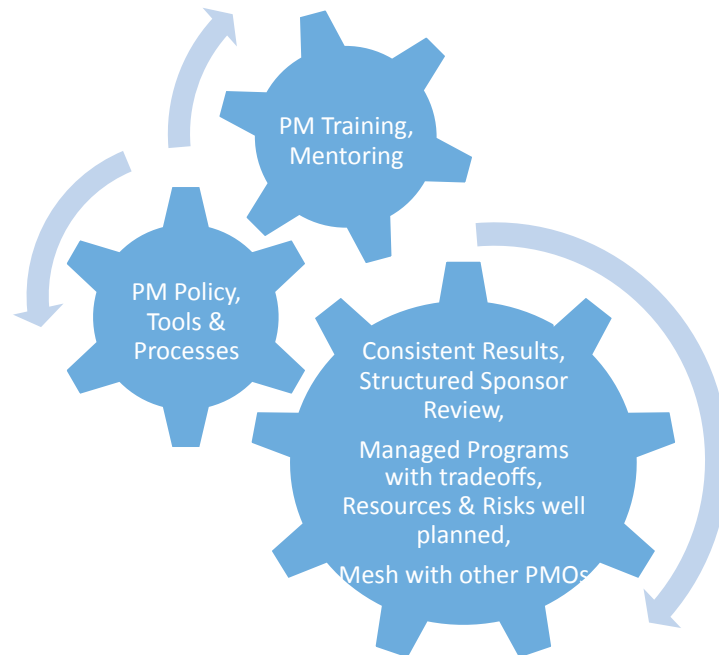 PM Training,
Mentoring
PM Policy,
Tools &
Processes
Consistent Results,
Structured Sponsor
Review,
Managed Programs
with tradeoffs,
Resources & Risks well
planned,
Mesh with other PMOs